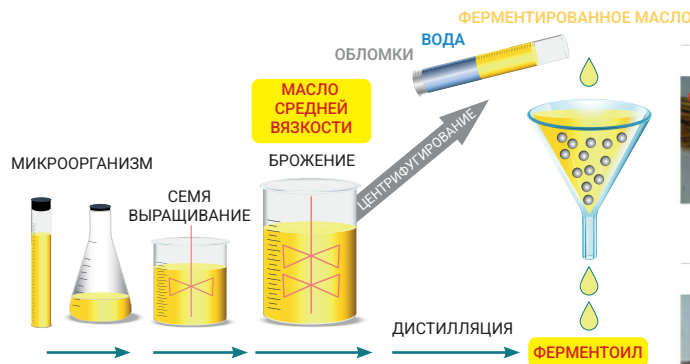 ФЕРМЕНТИРОВАННОЕ МАСЛО
ВОДА
ОБЛОМКИ
МАСЛО
СРЕДНЕЙ
ВЯЗКОСТИ
БРОЖЕНИЕ
ЦЕНТРИФУГИРОВАНИЕ
МИКРООРГАНИЗМ
СЕМЯ
ВЫРАЩИВАНИЕ
ДИСТИЛЛЯЦИЯ
ФЕРМЕНТОИЛ